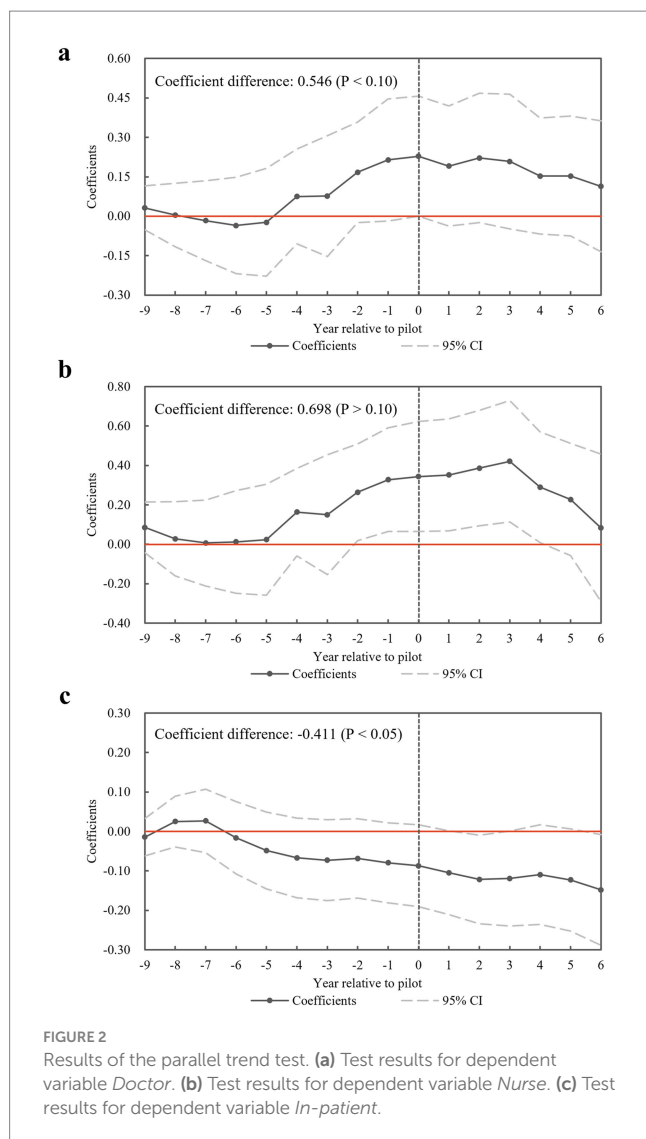 a
Coefficient difference: 0.546 (P < 0.10)
0.60
0.45
0.30
0.15
0.00
-0.15
-0.30
Coefficients
-9 -8 -7 -6 -5 -4 -3 -2 -1 0 1 2 3 4 5 6
Year relative to pilot
Coefficients 95% CI
b
Coefficient difference: 0.698 (P > 0.10)
0.80
0.60
0.40
0.20
0.00
-0.20
-0.40
Coefficients
-9 -8 -7 -6 -5 -4 -3 -2 -1 0 1 2 3 4 5 6
Year relative to pilot
Coefficients 95% CI
c
Coefficient difference: -0.411 (P < 0.05)
0.30
0.20
0.10
0.00
-0.10
-0.20
-0.30
Coefficients
-9 -8 -7 -6 -5 -4 -3 -2 -1 0 1 2 3 4 5 6
Year relative to pilot
Coefficients 95% CI
FIGURE 2
Results of the parallel trend test. (a) Test results for dependent
variable Doctor. (b) Test results for dependent variable Nurse. (c) Test
results for dependent variable In-patient.